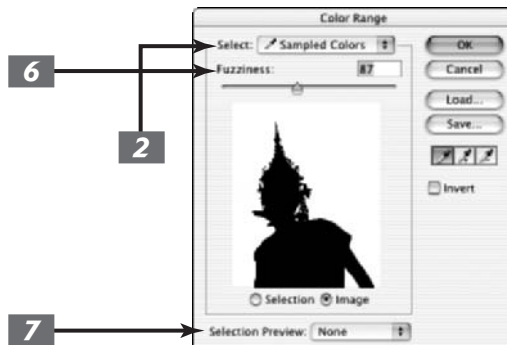 Color Range
Select: Sampled Colors
OK
6
Fuzziness: 87
Cancel
Load...
2
Save...
Invert
Selection Image
7
Selection Preview: None